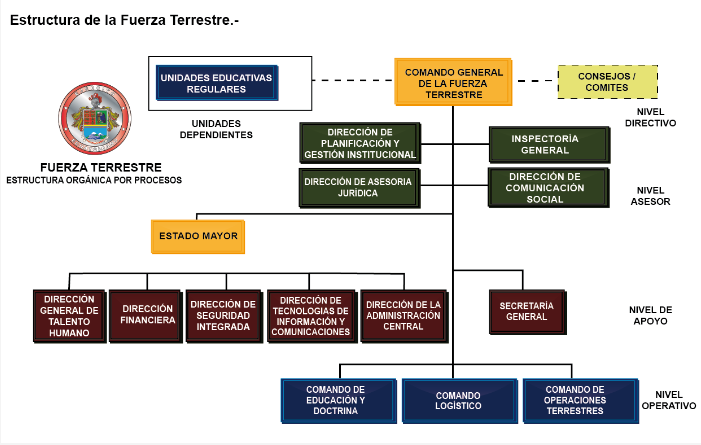 Estructura de la Fuerza Terrestre.-
UNIDADES EDUCATIVAS
REGULARES
UNIDADES
DEPENDIENTES
COMANDO GENERAL
DE LA FUERZA
TERRESTRE
CONSEJOS /
COMITES
NIVEL
DIRECTIVO
FUERZA TERRESTRE
ESTRUCTURA ORGÁNICA POR PROCESOS
DIRECCIÓN DE
PLANIFICACIÓN Y
GESTIÓN INSTITUCIONAL
INSPECTORÍA
GENERAL
DIRECCIÓN DE ASESORIA
JURÍDICA
DIRECCIÓN DE
COMUNICACIÓN
SOCIAL
NIVEL
ASESOR
ESTADO MAYOR
DIRECCIÓN
GENERAL DE
TALENTO
HUMANO
DIRECCIÓN
FINANCIERA
DIRECCIÓN DE
SEGURIDAD
INTEGRADA
DIRECCIÓN DE
TECNOLOGIAS DE
INFORMACIÓN Y
COMUNICACIONES
DIRECCIÓN DE LA
ADMINISTRACIÓN
CENTRAL
SECRETARÍA
GENERAL
NIVEL DE
APOYO
COMANDO DE
EDUCACIÓN Y
DOCTRINA
COMANDO
LOGÍSTICO
COMANDO DE
OPERACIONES
TERRESTRES
NIVEL
OPERATIVO